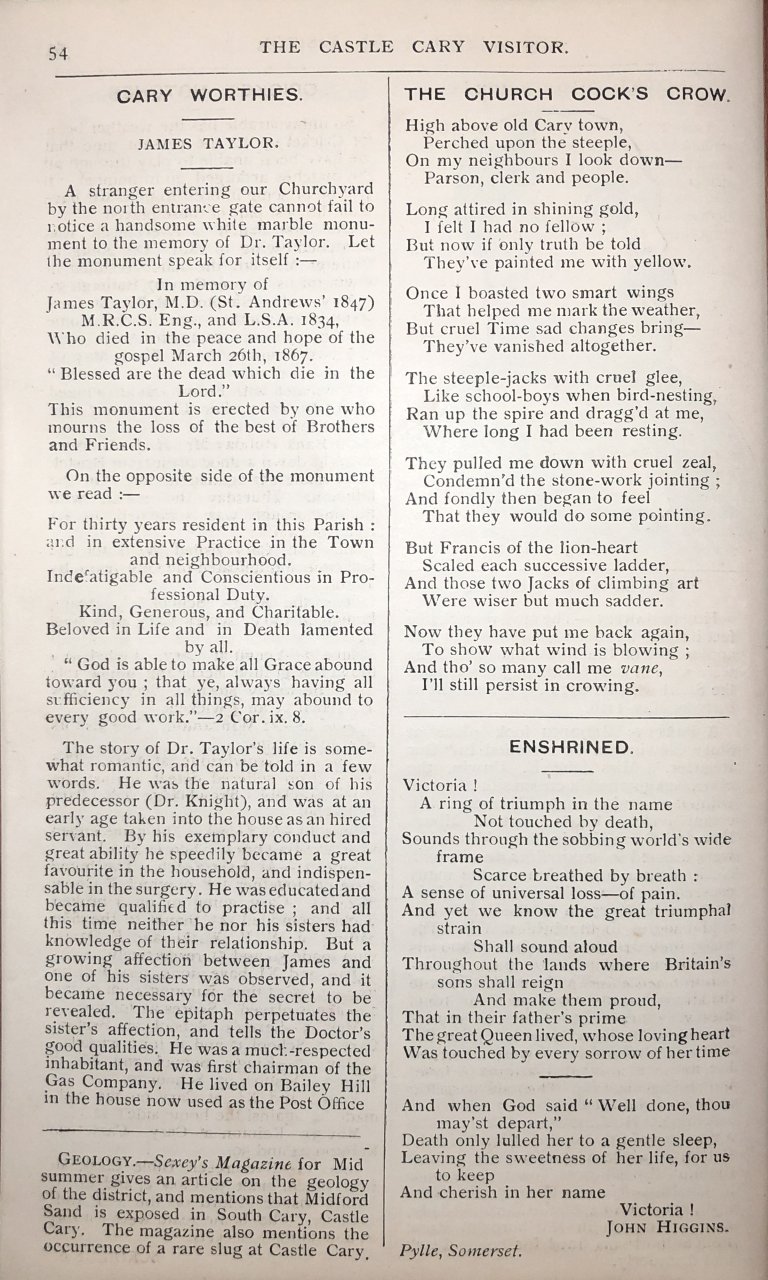 54
THE CASTLE CARY VISITOR.
CARY WORTHIES.
JAMES TAYLOR.
A stranger entering our Churchyard
by the north entrance gate cannot fail to
notice a handsome white marble monu-
ment to the memory of Dr. Taylor. Let
the monument speak for itself :—
In memory of
James Taylor, M.D. (St. Andrews' 1847)
M.R.C.S. Eng., and L.S.A. 1834,
Who died in the peace and hope of the
gospel March 26th, 1867.
“ Blessed are the dead which die in the
Lord.”
This monument is erected by one who
mourns the loss of the best of Brothers
and Friends.
On the opposite side of the monument
we read :—
For thirty years resident in this Parish :
and in extensive Practice in the Town
and neighbourhood.
Indefatigable and Conscientious in Pro-
fessional Duty.
Kind, Generous, and Charitable.
Beloved in Life and in Death lamented
by all.
“ God is able to make all Grace abound
toward you ; that ye, always having all
sufficiency in all things, may abound to
every good work.”—2 Cor. ix. 8.
The story of Dr. Taylor's life is some-
what romantic, and can be told in a few
words. He was the natural son of his
predecessor (Dr. Knight), and was at an
early age taken into the house as an hired
servant. By his exemplary conduct and
great ability he speedily became a great
favourite in the household, and indispen-
sable in the surgery. He was educated and
became qualified to practise ; and all
this time neither he nor his sisters had
knowledge of their relationship. But a
growing affection between James and
one of his sisters was observed, and it
became necessary for the secret to be
revealed. The epitaph perpetuates the
sister's affection, and tells the Doctor's
good qualities. He was a much-respected
inhabitant, and was first chairman of the
Gas Company. He lived on Bailey Hill
in the house now used as the Post Office
GEOLOGY.—Sexey's Magazine for Mid
summer gives an article on the geology
of the district, and mentions that Midford
Sand is exposed in South Cary, Castle
Cary. The magazine also mentions the
occurrence of a rare slug at Castle Cary.
THE CHURCH COCK'S CROW.
High above old Cary town,
Perched upon the steeple,
On my neighbours I look down—
Parson, clerk and people.
Long attired in shining gold,
I felt I had no fellow ;
But now if only truth be told
They've painted me with yellow.
Once I boasted two smart wings
That helped me mark the weather,
But cruel Time sad changes bring—
They've vanished altogether.
The steeple-jacks with cruel glee,
Like school-boys when bird-nesting,
Ran up the spire and dragg'd at me,
Where long I had been resting.
They pulled me down with cruel zeal,
Condemn'd the stone-work jointing ;
And fondly then began to feel
That they would do some pointing.
But Francis of the lion-heart
Scaled each successive ladder,
And those two Jacks of climbing art
Were wiser but much sadder.
Now they have put me back again,
To show what wind is blowing ;
And tho' so many call me vane,
I'll still persist in crowing.
ENSHRINED.
Victoria !
A ring of triumph in the name
Not touched by death,
Sounds through the sobbing world's wide
frame
Scarce breathed by breath :
A sense of universal loss—of pain.
And yet we know the great triumphal
strain
Shall sound aloud
Throughout the lands where Britain's
sons shall reign
And make them proud,
That in their father's prime
The great Queen lived, whose loving heart
Was touched by every sorrow of her time
And when God said “ Well done, thou
may'st depart,”
Death only lulled her to a gentle sleep,
Leaving the sweetness of her life, for us
to keep
And cherish in her name
Victoria !
JOHN HIGGINS.
Pylle, Somerset.